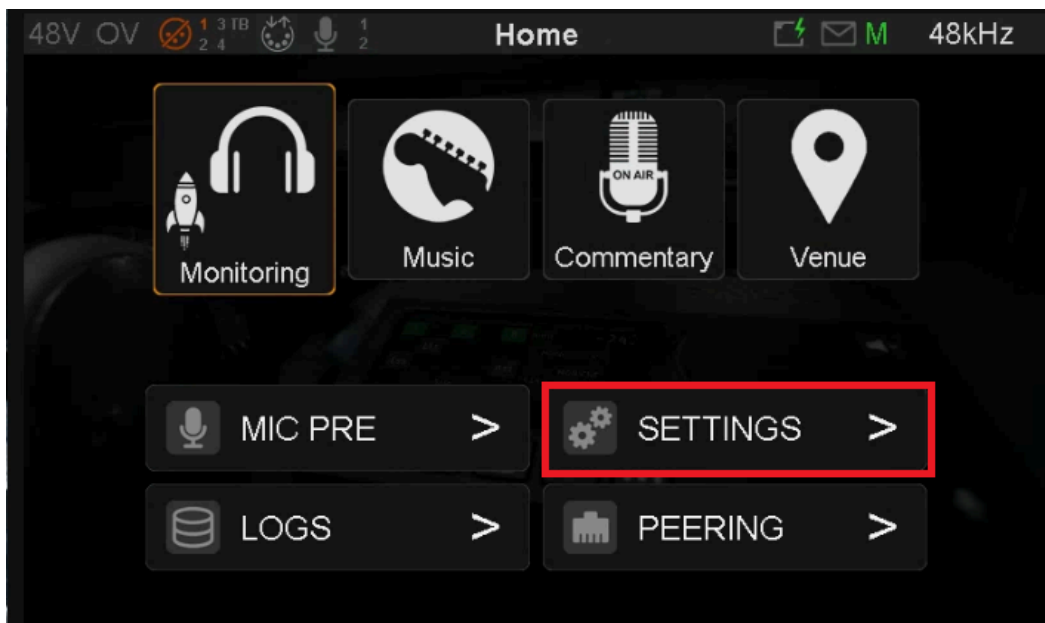 48V OV 1 3 TB 1 Home M 48kHz
2 4 2
ON AIR
Monitoring Music Commentary Venue
MIC PRE > SETTINGS >
LOGS > PEERING >